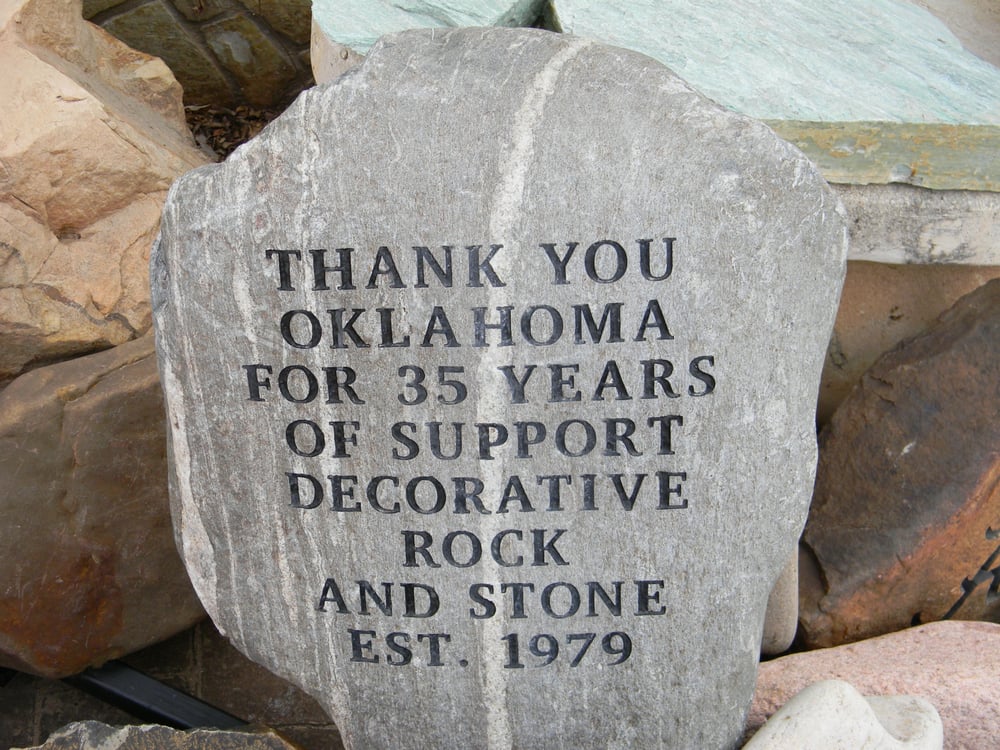 THANK YOU
OKLAHOMA
FOR 35 YEARS
OF SUPPORT
DECORATIVE
ROCK
AND STONE
EST. 1979